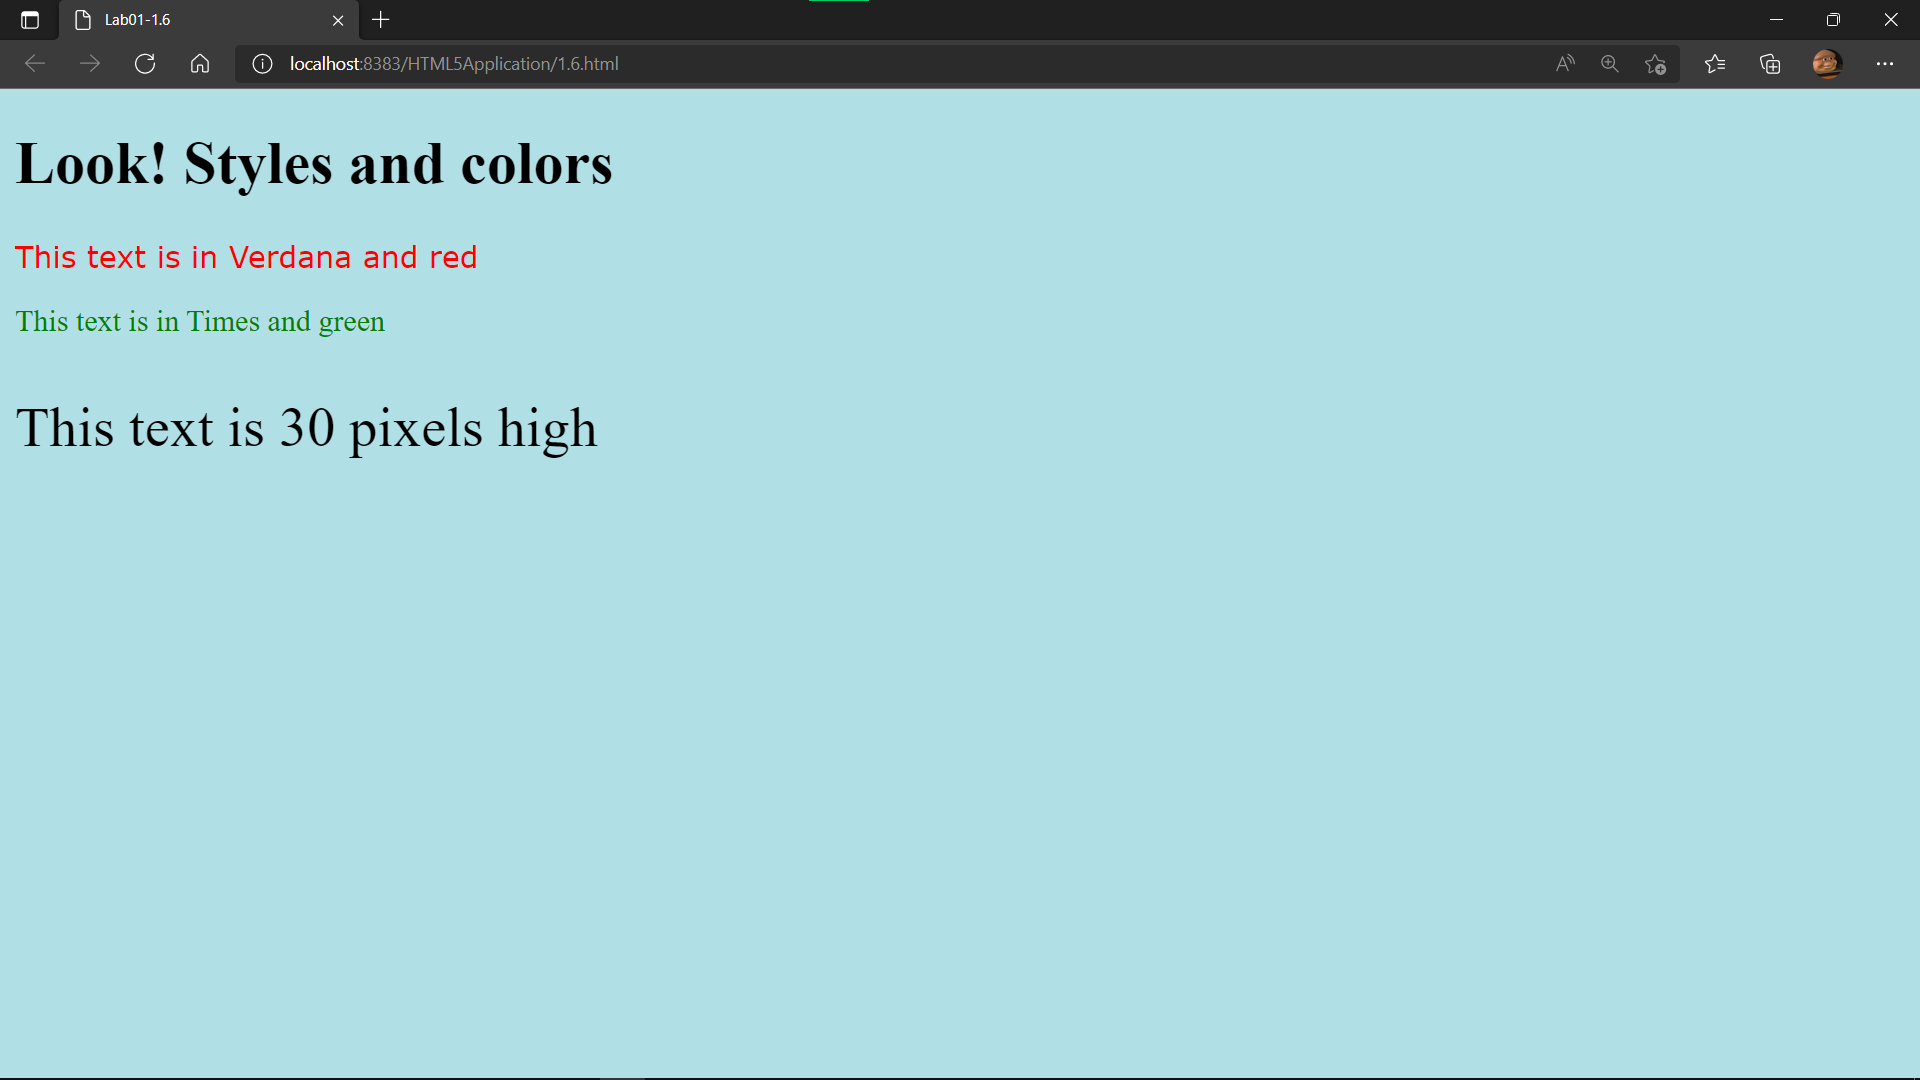 Lab01-1.6
localhost:8383/HTML5Application/1.6.html
Look! Styles and colors
This text is in Verdana and red
This text is in Times and green
This text is 30 pixels high